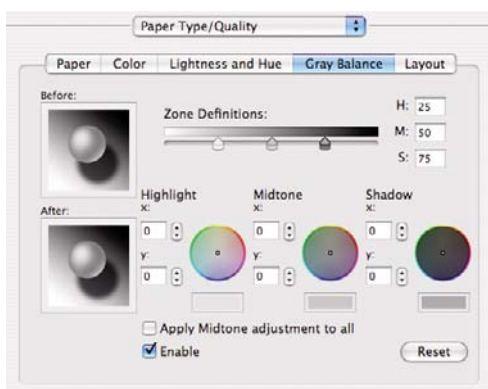 Paper Type/Quality
Paper Color Lightness and Hue Gray Balance Layout
Before:
Zone Definitions:
H: 25
M: 50
S: 75
After:
Highlight Midtone Shadow
x: x: x:
0 0 0
y: y: y:
0 0 0
Apply Midtone adjustment to all
Enable
Reset